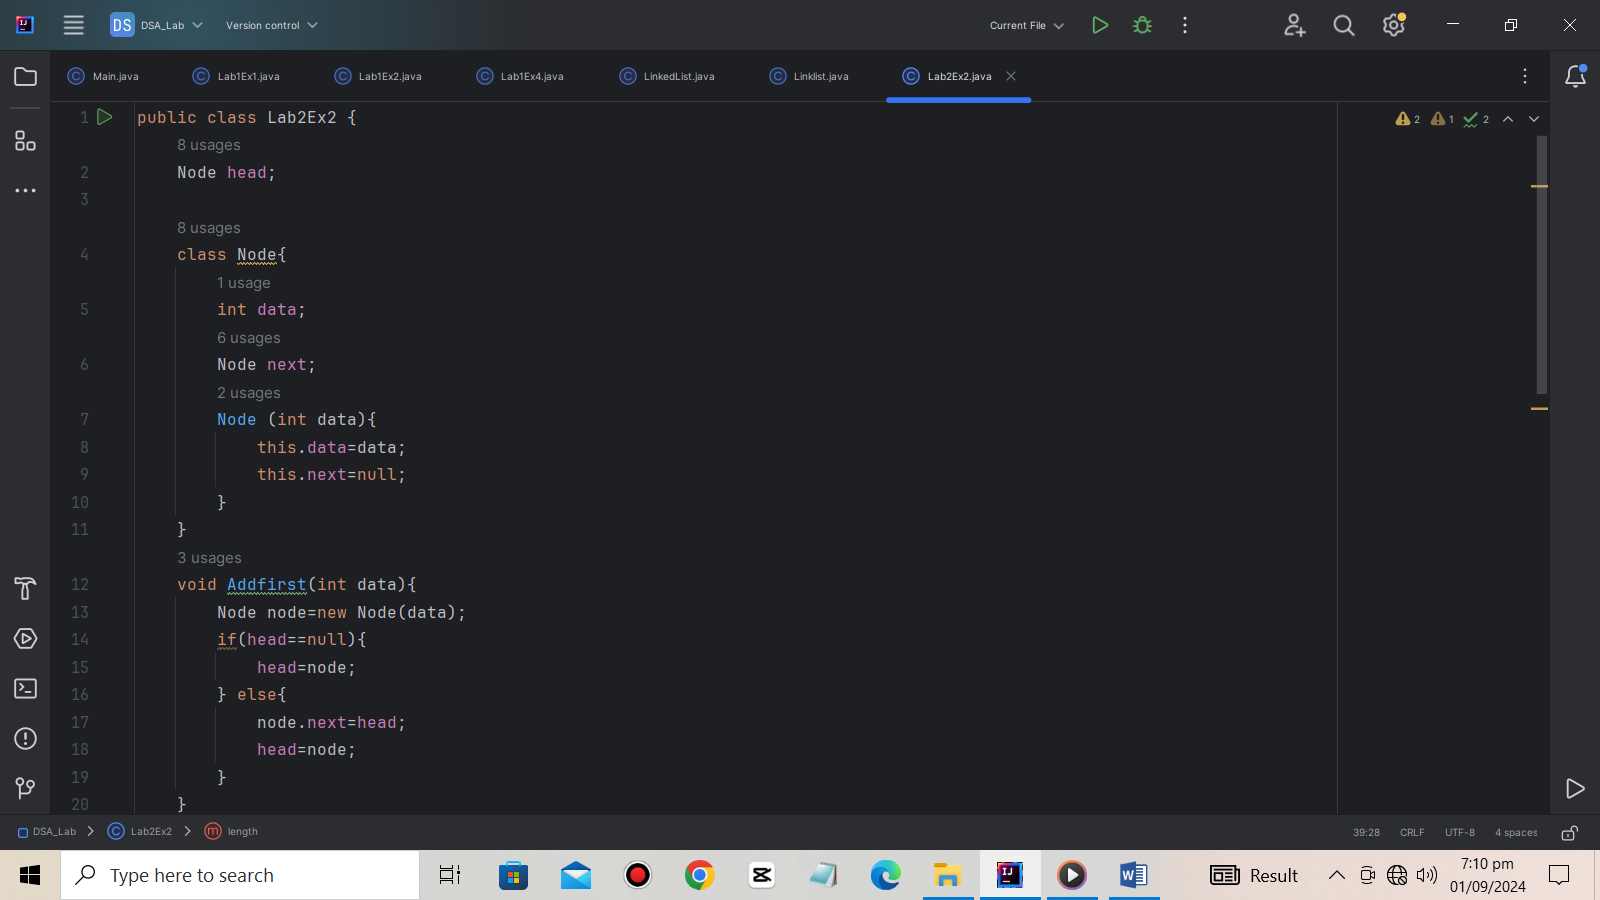 DS DSA_Lab Version control Current File
Main.java Lab1Ex1.java Lab1Ex2.java Lab1Ex4.java LinkedList.java Linklist.java Lab2Ex2.java
1 public class Lab2Ex2 { 2 1 2
8 usages
2 Node head;
3
8 usages
4 class Node{
1 usage
5 int data;
6 usages
6 Node next;
2 usages
7 Node (int data){
8 this.data=data;
9 this.next=null;
10 }
11 }
3 usages
12 void Addfirst(int data){
13 Node node=new Node(data);
14 if(head==null){
15 head=node;
16 } else{
17 node.next=head;
18 head=node;
19 }
20 }
DSA_Lab Lab2Ex2 m length 39:28 CRLF UTF-8 4 spaces
Type here to search Result 7:10 pm
01/09/2024